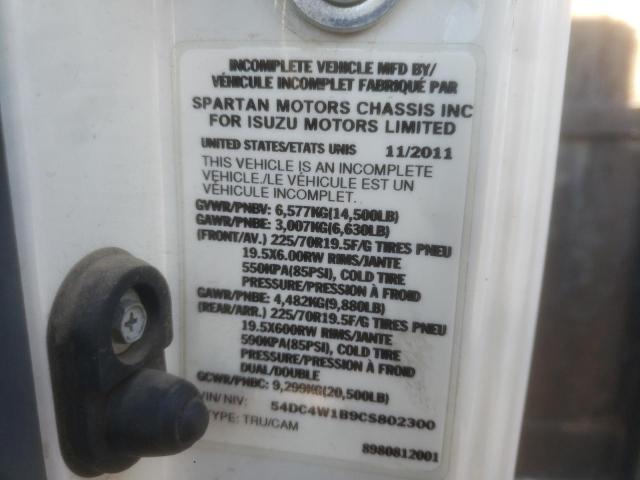 INCOMPLETE VEHICLE MFD BY/
VÉHICULE INCOMPLET FABRIQUÉ PAR
SPARTAN MOTORS CHASSIS INC
FOR ISUZU MOTORS LIMITED
UNITED STATES/ETATS UNIS 11/2011
THIS VEHICLE IS AN INCOMPLETE
VEHICLE./LE VÉHICULE EST UN
VÉHICULE INCOMPLET.
GVWR/PNBV: 6,577KG(14,500LB)
GAWR/PNBE: 3,007KG(6,630LB)
(FRONT/AV.) 225/70R19.5F/G TIRES PNEU
19.5X6.00RW RIMS/JANTE
550KPA(85PSI), COLD TIRE
PRESSURE/PRESSION À FROID
GAWR/PNBE: 4,482KG(9,880LB)
(REAR/ARR.) 225/70R19.5F/G TIRES PNEU
19.5X600RW RIMS/JANTE
590KPA(85PSI), COLD TIRE
PRESSURE/PRESSION À FROID
DUAL/DOUBLE
GCWR/PNBC: 9,299KG(20,500LB)
VIN/NIV: 54DC4W1B9CS802300
TYPE: TRU/CAM
8980812001